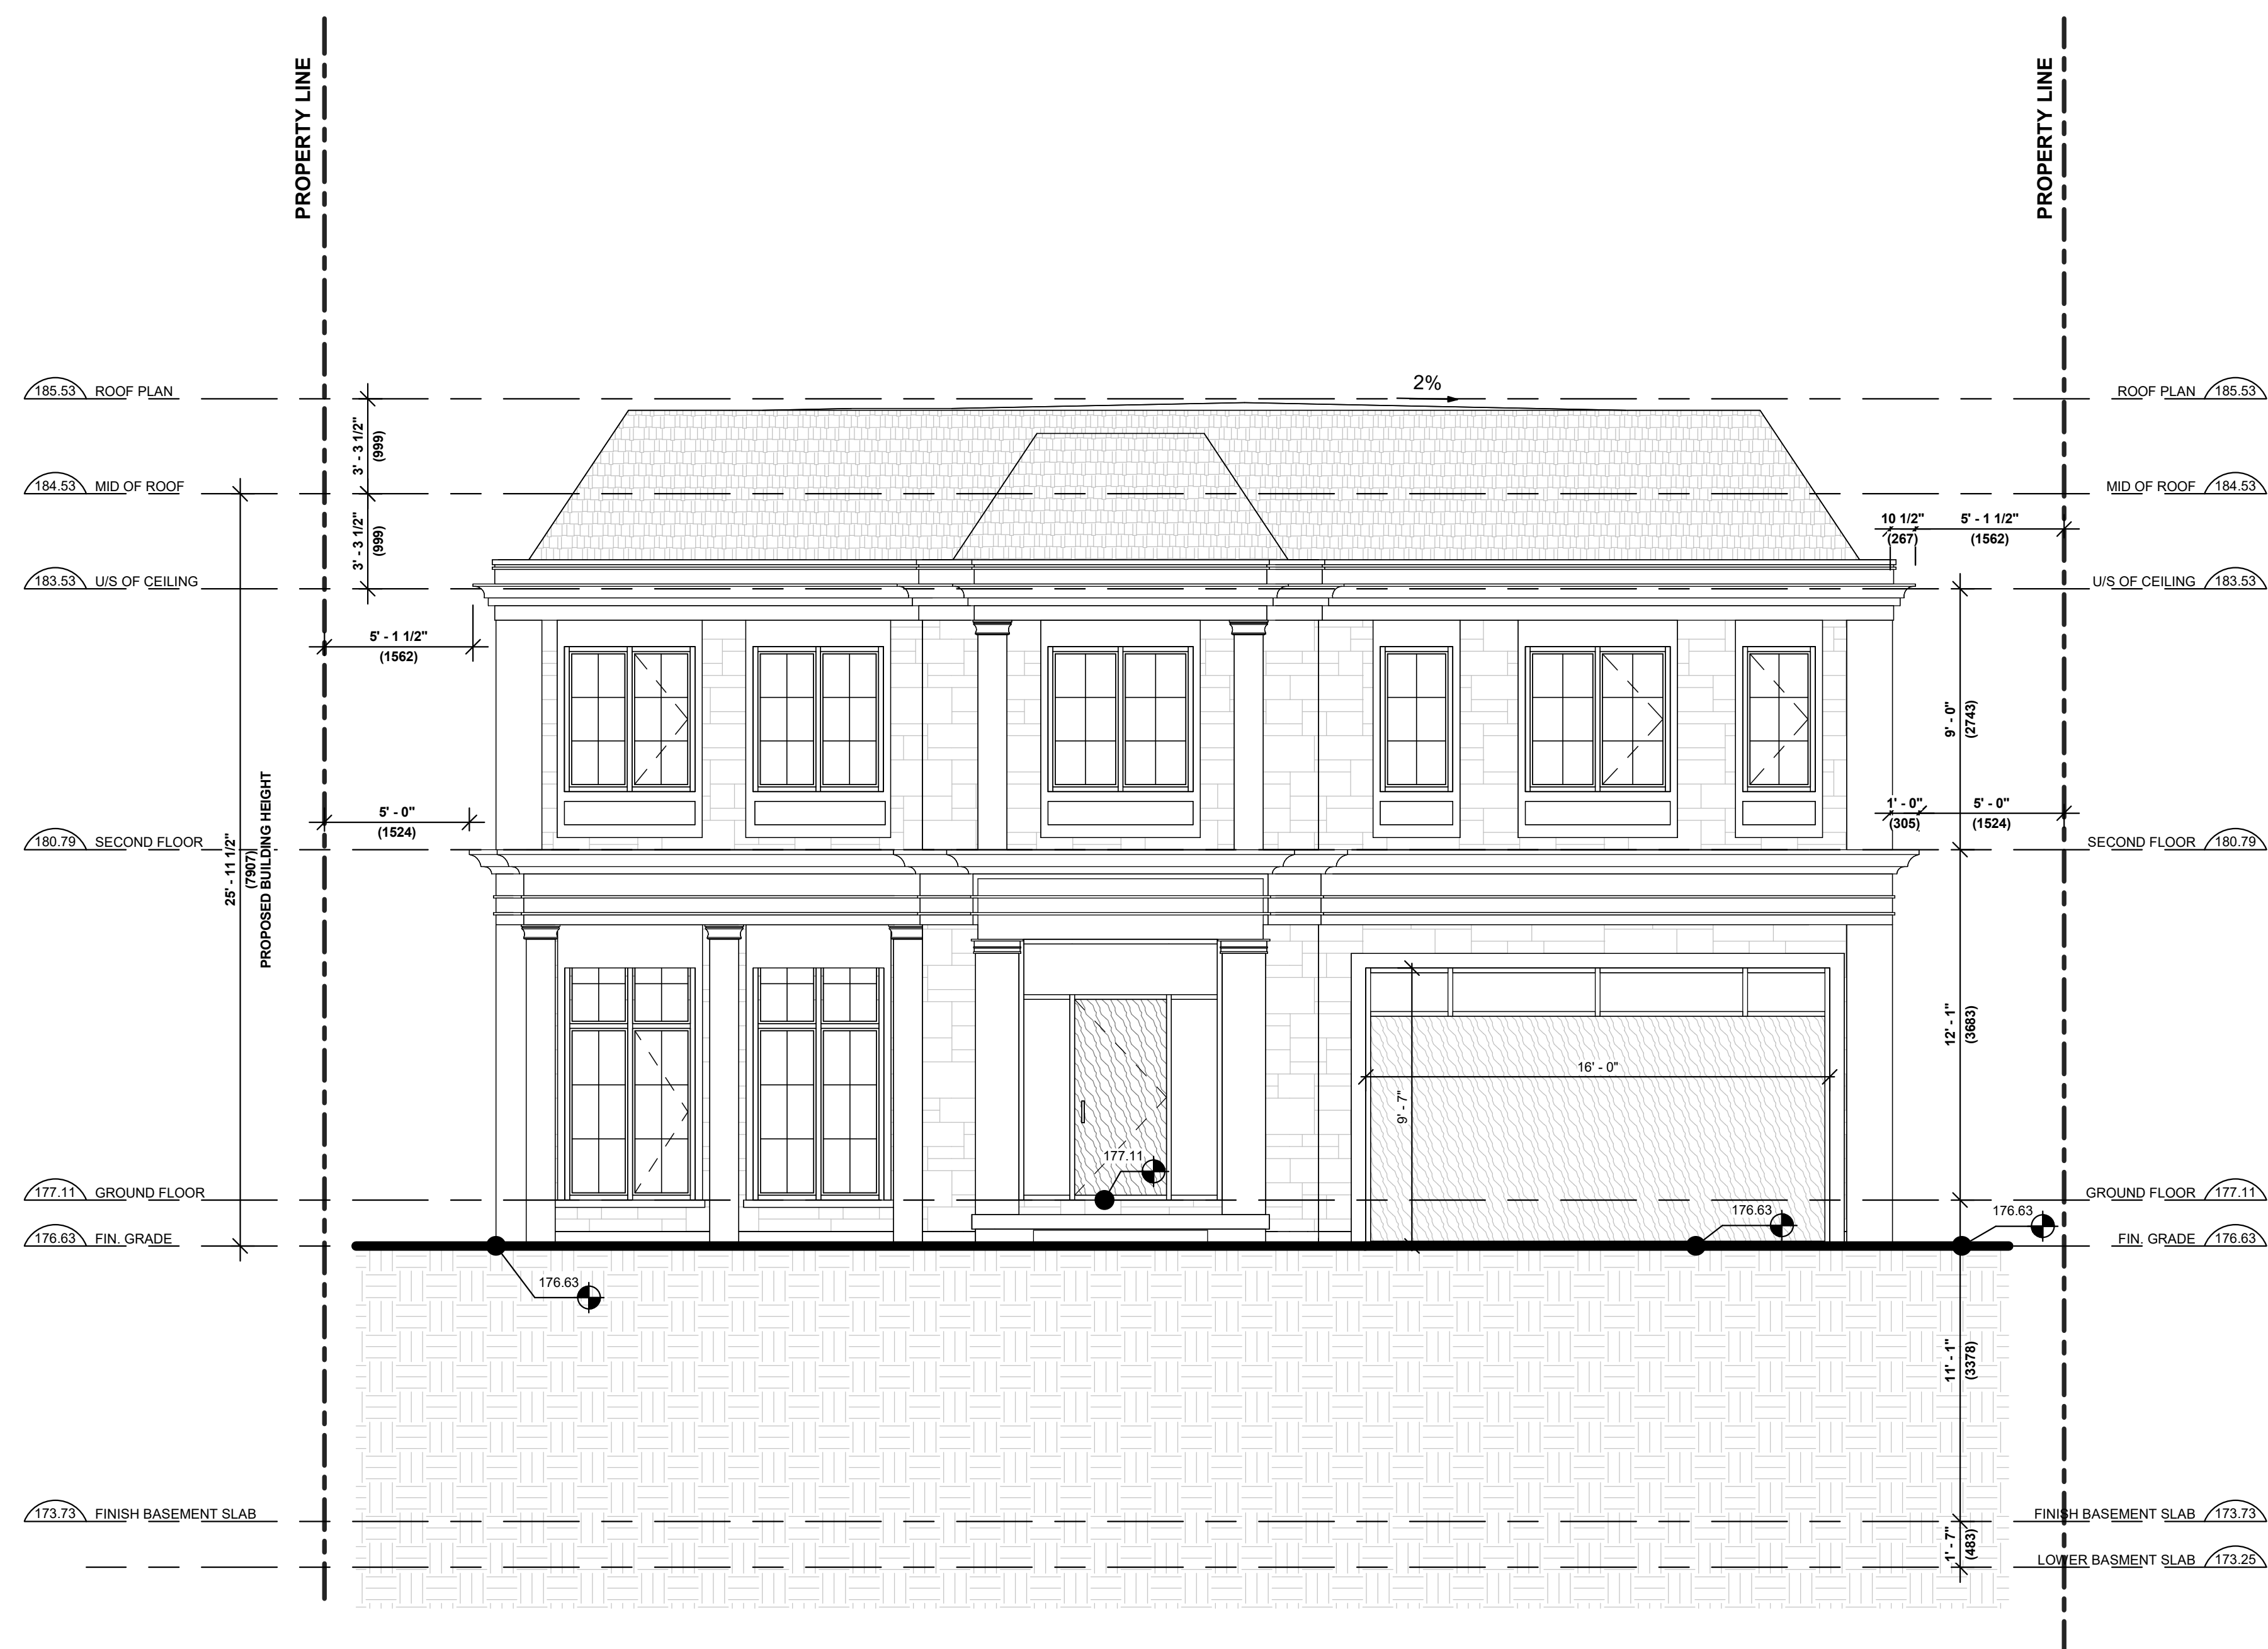 PROPERTY LINE
PROPERTY LINE
2%
185.53 ROOF PLAN
ROOF PLAN 185.53
3' - 3 1/2"
(999)
184.53 MID OF ROOF
MID OF ROOF 184.53
10 1/2"
(267)
5' - 1 1/2"
(1562)
3' - 3 1/2"
(999)
183.53 U/S OF CEILING
U/S OF CEILING 183.53
5' - 1 1/2"
(1562)
9' - 0"
(2743)
5' - 0"
(1524)
1' - 0"
(305)
5' - 0"
(1524)
180.79 SECOND FLOOR
SECOND FLOOR 180.79
25' - 11 1/2"
(7907)
PROPOSED BUILDING HEIGHT
12' - 1"
(3683)
16' - 0"
9' - 7"
177.11
177.11 GROUND FLOOR
GROUND FLOOR 177.11
176.63
176.63
176.63 FIN. GRADE
FIN. GRADE 176.63
176.63
11' - 1"
(3378)
173.73 FINISH BASEMENT SLAB
FINISH BASEMENT SLAB 173.73
1' - 7"
(483)
LOWER BASMENT SLAB 173.25